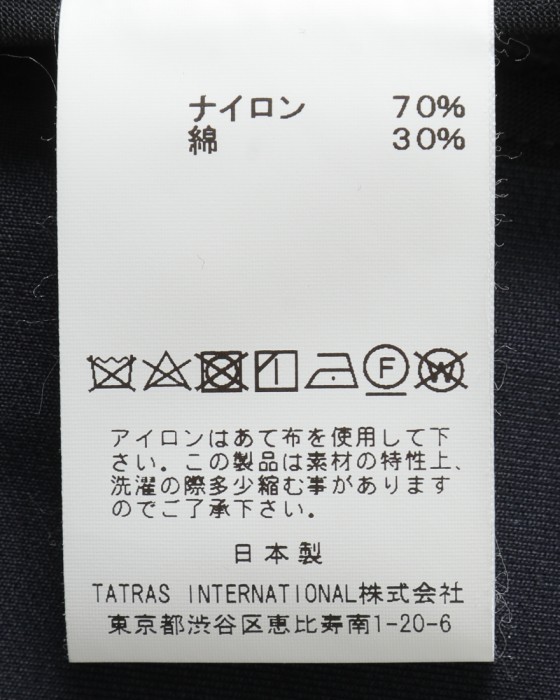 ナイロン 70%
綿 30%
F W
アイロンはあて布を使用して下
さい。この製品は素材の特性上、
洗濯の際多少縮む事があります
のでご了承下さい。
日本製
TATRAS INTERNATIONAL株式会社
東京都渋谷区恵比寿南1-20-6